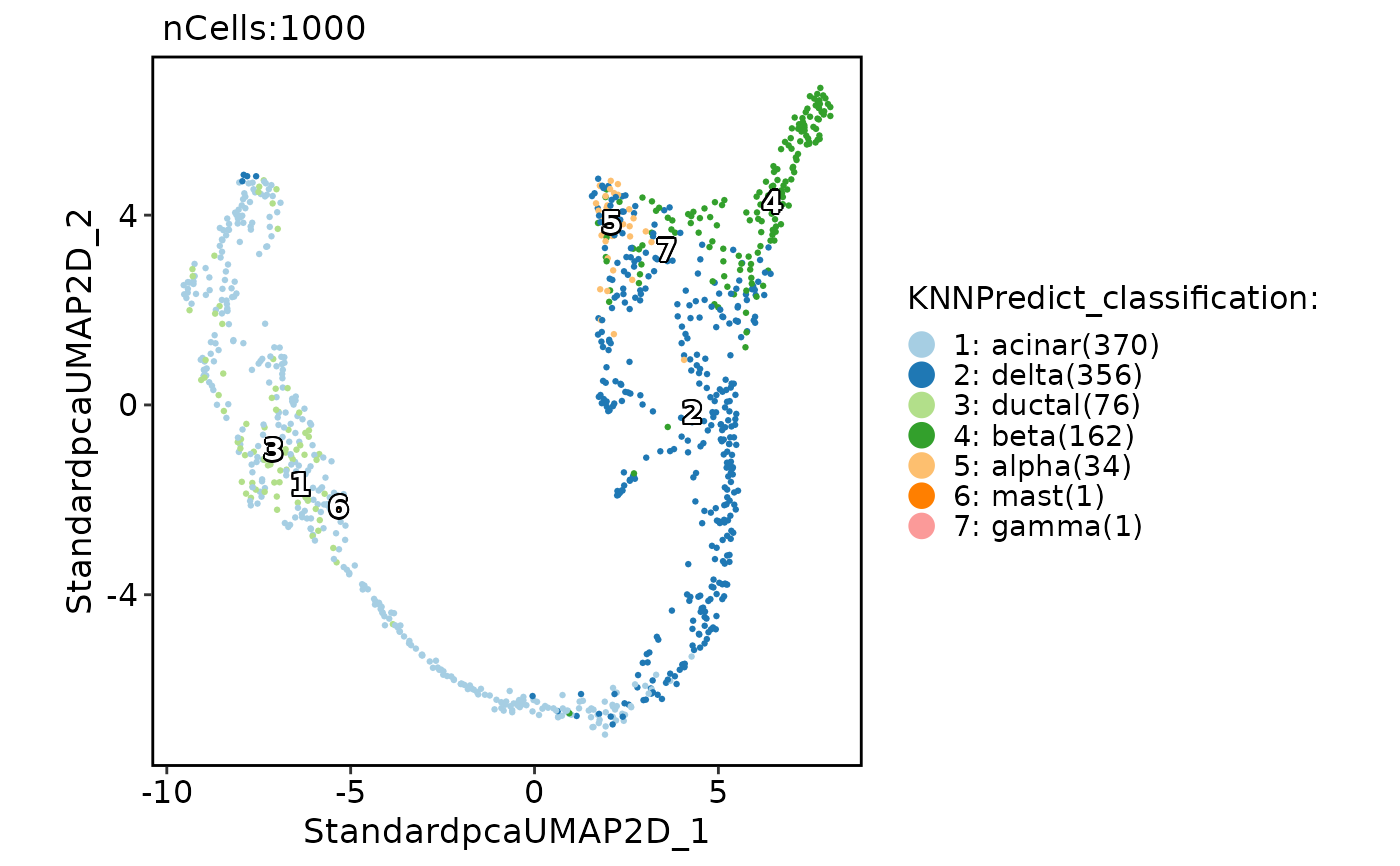 nCells:1000
StandardpcaUMAP2D_2
4
0
-4
5
7
4
2
3
1
6
-10
-5
0
5
StandardpcaUMAP2D_1
KNNPredict_classification:
1: acinar(370)
2: delta(356)
3: ductal(76)
4: beta(162)
5: alpha(34)
6: mast(1)
7: gamma(1)